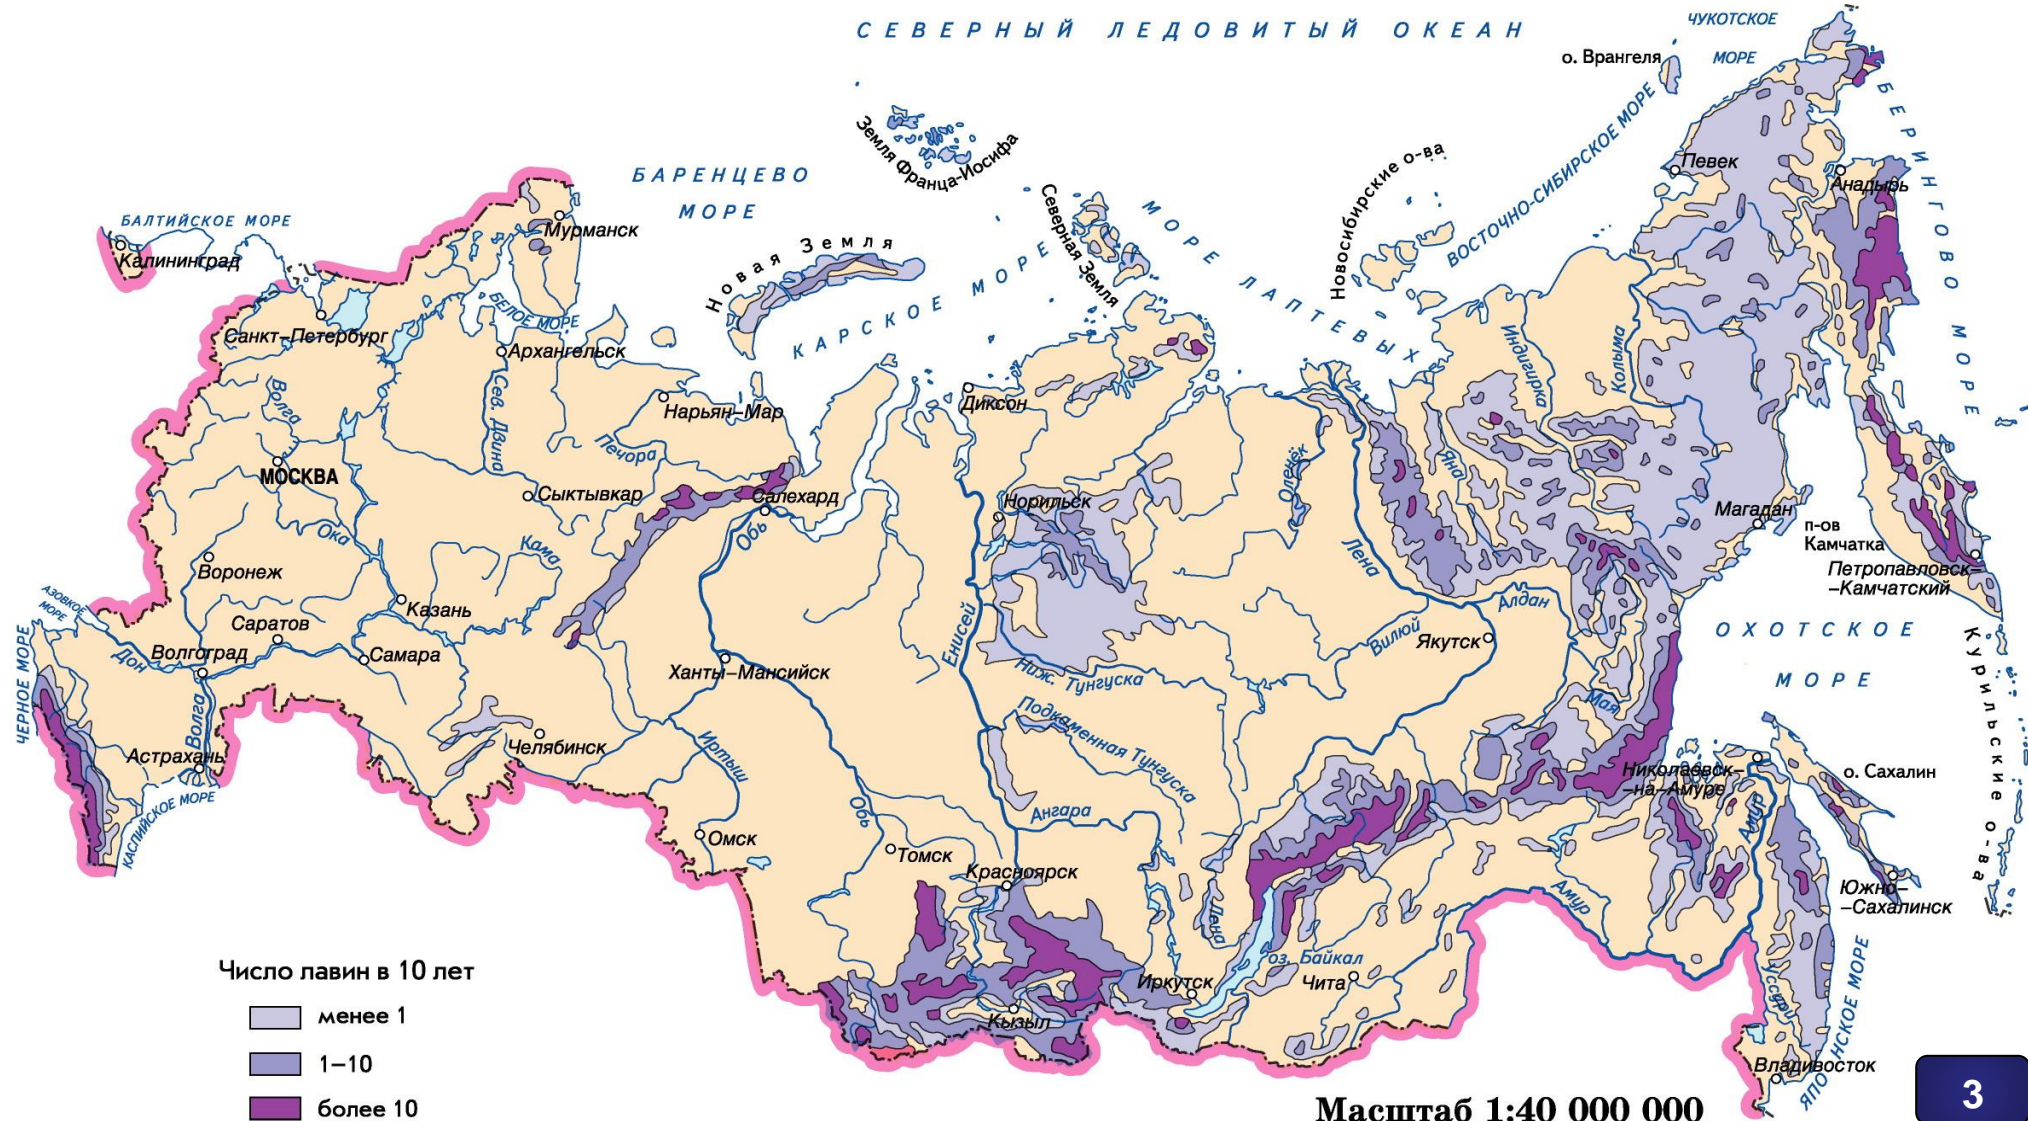 СЕВЕРНЫЙ ЛЕДОВИТЫЙ ОКЕАН
ЧУКОТСКОЕ
МОРЕ
о. Врангеля
БЕРИНГОВО МОРЕ
Земля Франца-Иосифа
БАРЕНЦЕВО
МОРЕ
Новосибирские о-ва
ВОСТОЧНО-СИБИРСКОЕ МОРЕ
Певек
Анадырь
Северная Земля
МОРЕ ЛАПТЕВЫХ
БАЛТИЙСКОЕ МОРЕ
Калининград
Мурманск
Новая Земля
КАРСКОЕ МОРЕ
БЕЛОЕ МОРЕ
Санкт-Петербург
Архангельск
Волга
Сев. Двина
Нарьян-Мар
Печора
Диксон
Индигирка
Колыма
Яна
Оленёк
МОСКВА
Сыктывкар
Салехард
Обь
Норильск
Лена
Магадан
п-ов
Камчатка
Петропавловск-
-Камчатский
Ока
Кама
Воронеж
Казань
АЗОВКОЕ
МОРЕ
Саратов
Волгоград
Самара
Дон
ЧЕРНОЕ МОРЕ
Ханты-Мансийск
Енисей
Ниж. Тунгуска
Вилюй
Алдан
Якутск
ОХОТСКОЕ
МОРЕ
Курильские о-ва
Мая
Подкаменная Тунгуска
Волга
Астрахань
КАСПИЙСКОЕ МОРЕ
Челябинск
Иртыш
Обь
Ангара
Николаевск-
-на-Амуре
Амур
о. Сахалин
Омск
Томск
Красноярск
Лена
Амур
Южно-
-Сахалинск
оз. Байкал
Иркутск
Чита
Кызыл
Уссури
ЯПОНСКОЕ МОРЕ
Владивосток
Число лавин в 10 лет
менее 1
1–10
более 10
Масштаб 1:40 000 000
3